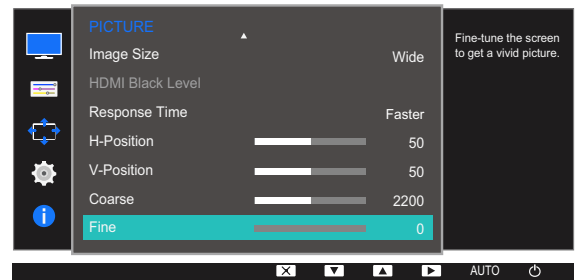 PICTURE
Image Size Wide
HDMI Black Level
Response Time Faster
H-Position 50
V-Position 50
Coarse 2200
Fine 0
Fine-tune the screen
to get a vivid picture.
AUTO